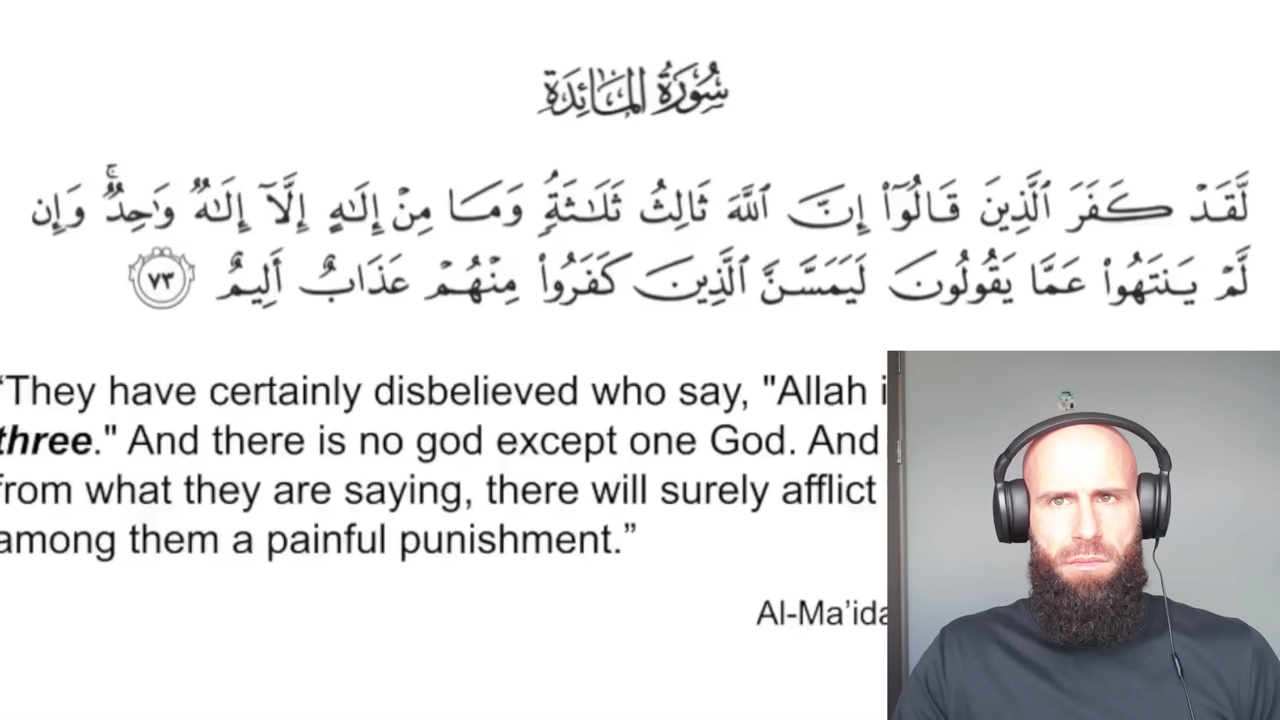 سُورَةُ المَائِدَةِ
لَّقَدْ كَفَرَ ٱلَّذِينَ قَالُوٓا۟ إِنَّ ٱللَّهَ ثَالِثُ ثَلَـٰثَةٍۢ وَمَا مِنْ إِلَـٰهٍ إِلَّآ إِلَـٰهٌۭ وَٰحِدٌۭ ۚ وَإِن
لَّمْ يَنتَهُوا۟ عَمَّا يَقُولُونَ لَيَمَسَّنَّ ٱلَّذِينَ كَفَرُوا۟ مِنْهُمْ عَذَابٌ أَلِيمٌ ٧٣
“They have certainly disbelieved who say, "Allah i
three." And there is no god except one God. And
from what they are saying, there will surely afflict
among them a painful punishment.”
Al-Ma’ida